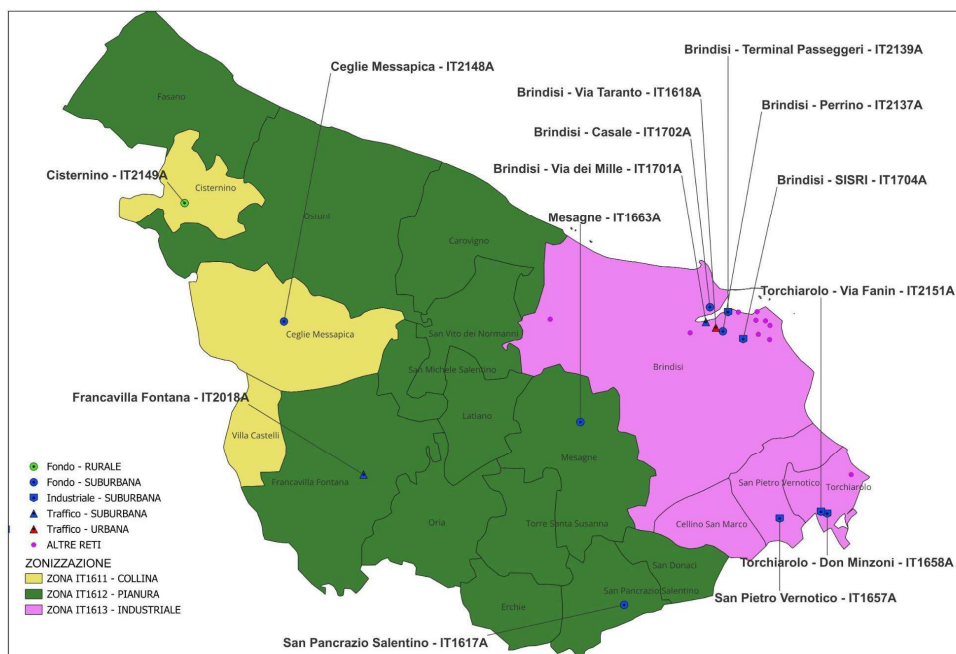 Brindisi - Terminal Passeggeri - IT2139A
Ceglie Messapica - IT2148A
Brindisi - Via Taranto - IT1618A
Brindisi - Perrino - IT2137A
Fasano
Brindisi - Casale - IT1702A
Brindisi - Via dei Mille - IT1701A
Brindisi - SISRI - IT1704A
Cisternino - IT2149A
Cisternino
Ostuni
Mesagne - IT1663A
Carovigno
Torchiarolo - Via Fanin - IT2151A
Ceglie Messapica
San Vito dei Normanni
San Michele Salentino
Brindisi
Francavilla Fontana - IT2018A
Latiano
Villa Castelli
Mesagne
Fondo - RURALE
Fondo - SUBURBANA
Industriale - SUBURBANA
Traffico - SUBURBANA
Traffico - URBANA
ALTRE RETI
Francavilla Fontana
San Pietro Vernotico
Torchiarolo
Oria
Torre Santa Susanna
Cellino San Marco
ZONIZZAZIONE
ZONA IT1611 - COLLINA
ZONA IT1612 - PIANURA
ZONA IT1613 - INDUSTRIALE
San Donaci
Torchiarolo - Don Minzoni - IT1658A
San Pancrazio Salentino
Erchie
San Pietro Vernotico - IT1657A
San Pancrazio Salentino - IT1617A